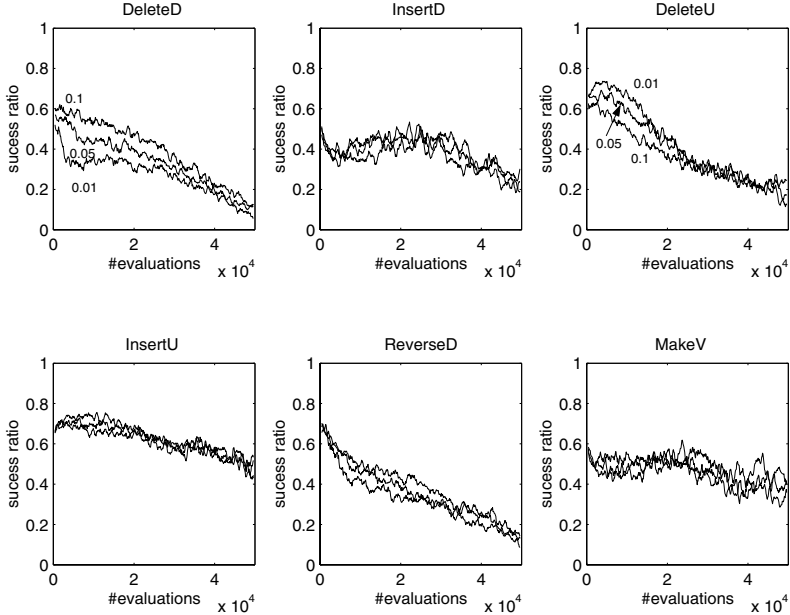 DeleteD
InsertD
DeleteU
1
0.8
0.6
0.4
0.2
0
sucess ratio
0.1
0.05
0.01
0
2
4
#evaluations
x 10^4
1
0.8
0.6
0.4
0.2
0
sucess ratio
0
2
4
#evaluations
x 10^4
1
0.8
0.6
0.4
0.2
0
sucess ratio
0.01
0.05
0.1
0
2
4
#evaluations
x 10^4
InsertU
ReverseD
MakeV
1
0.8
0.6
0.4
0.2
0
sucess ratio
0
2
4
#evaluations
x 10^4
1
0.8
0.6
0.4
0.2
0
sucess ratio
0
2
4
#evaluations
x 10^4
1
0.8
0.6
0.4
0.2
0
sucess ratio
0
2
4
#evaluations
x 10^4